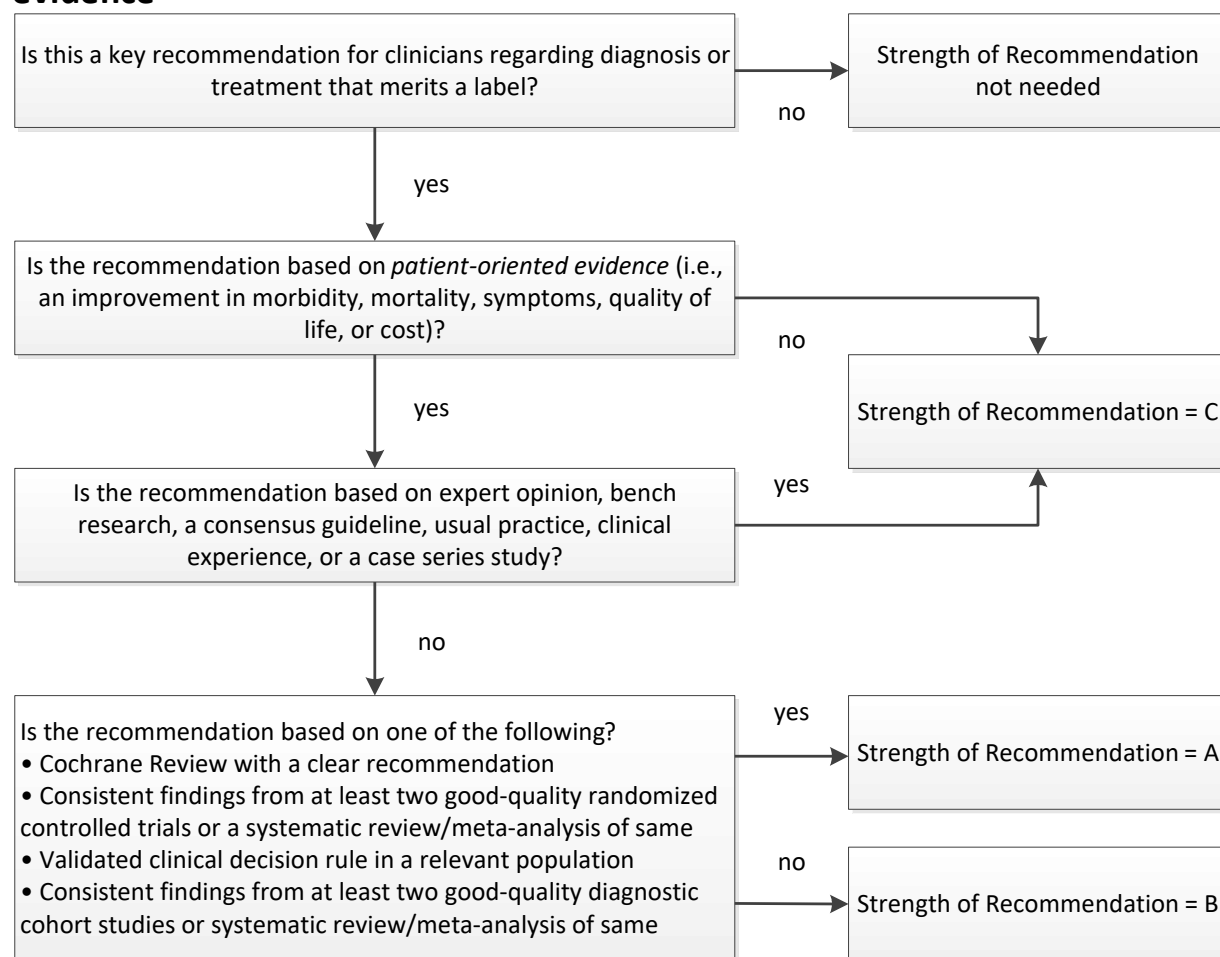 evidence
Is this a key recommendation for clinicians regarding diagnosis or
treatment that merits a label?
Strength of Recommendation
not needed
no
yes
Is the recommendation based on patient-oriented evidence (i.e.,
an improvement in morbidity, mortality, symptoms, quality of
life, or cost)?
no
Strength of Recommendation = C
yes
Is the recommendation based on expert opinion, bench
research, a consensus guideline, usual practice, clinical
experience, or a case series study?
yes
no
Is the recommendation based on one of the following?
• Cochrane Review with a clear recommendation
• Consistent findings from at least two good-quality randomized
controlled trials or a systematic review/meta-analysis of same
• Validated clinical decision rule in a relevant population
• Consistent findings from at least two good-quality diagnostic
cohort studies or systematic review/meta-analysis of same
yes
Strength of Recommendation = A
no
Strength of Recommendation = B